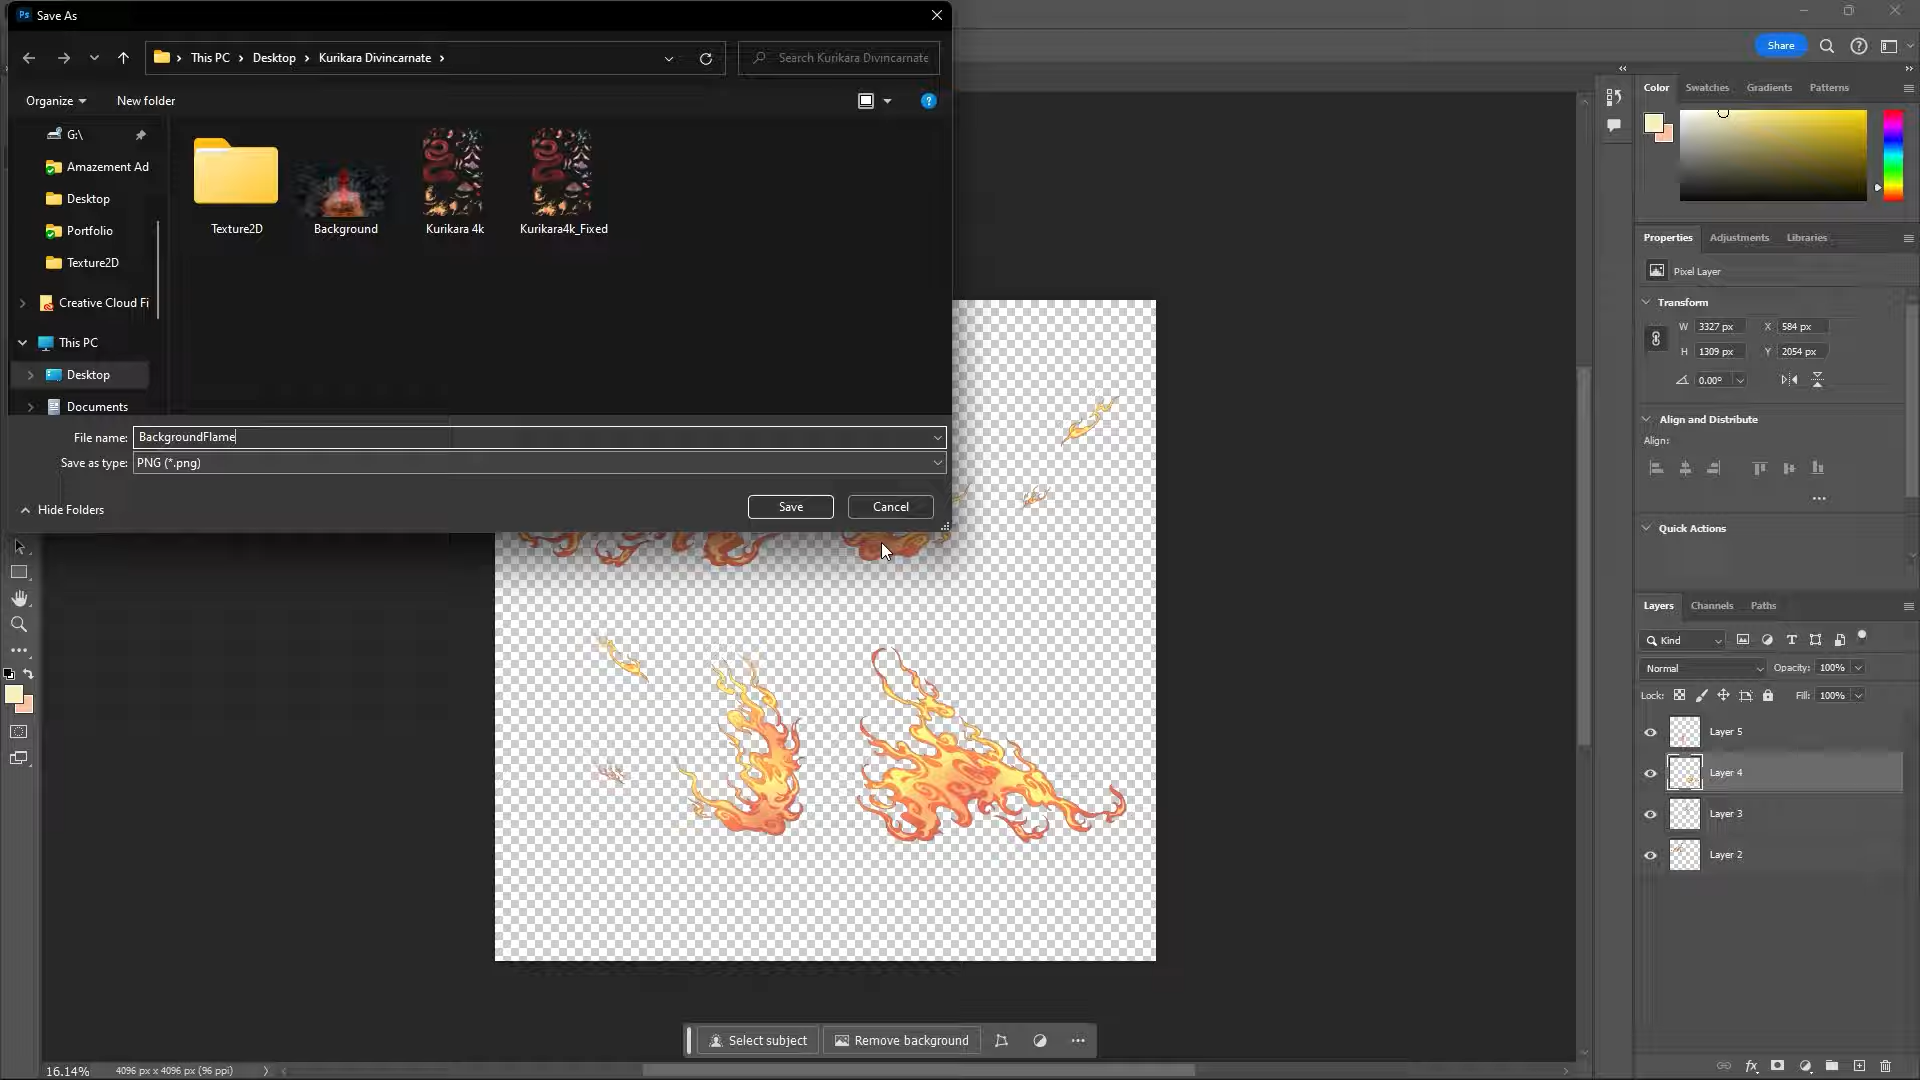 Ps Save As
This PC > Desktop > Kurikara Divincarnate >
Search Kurikara Divincarnate
Share
Organize
New folder
G:\
Amazement Ad
Desktop
Portfolio
Texture2D
Creative Cloud Fi
This PC
Desktop
Documents
Texture2D
Background
Kurikara 4k
Kurikara4k_Fixed
File name: BackgroundFlame
Save as type: PNG (*.png)
Hide Folders
Save
Cancel
Color
Swatches
Gradients
Patterns
Properties
Adjustments
Libraries
Pixel Layer
Transform
W 3327 px X 584 px
H 1309 px Y 2054 px
0.00°
Align and Distribute
Align:
Quick Actions
Layers
Channels
Paths
Kind
Normal
Opacity: 100%
Lock:
Fill: 100%
Layer 5
Layer 4
Layer 3
Layer 2
Select subject
Remove background
16.14%
4096 px x 4096 px (96 ppi)